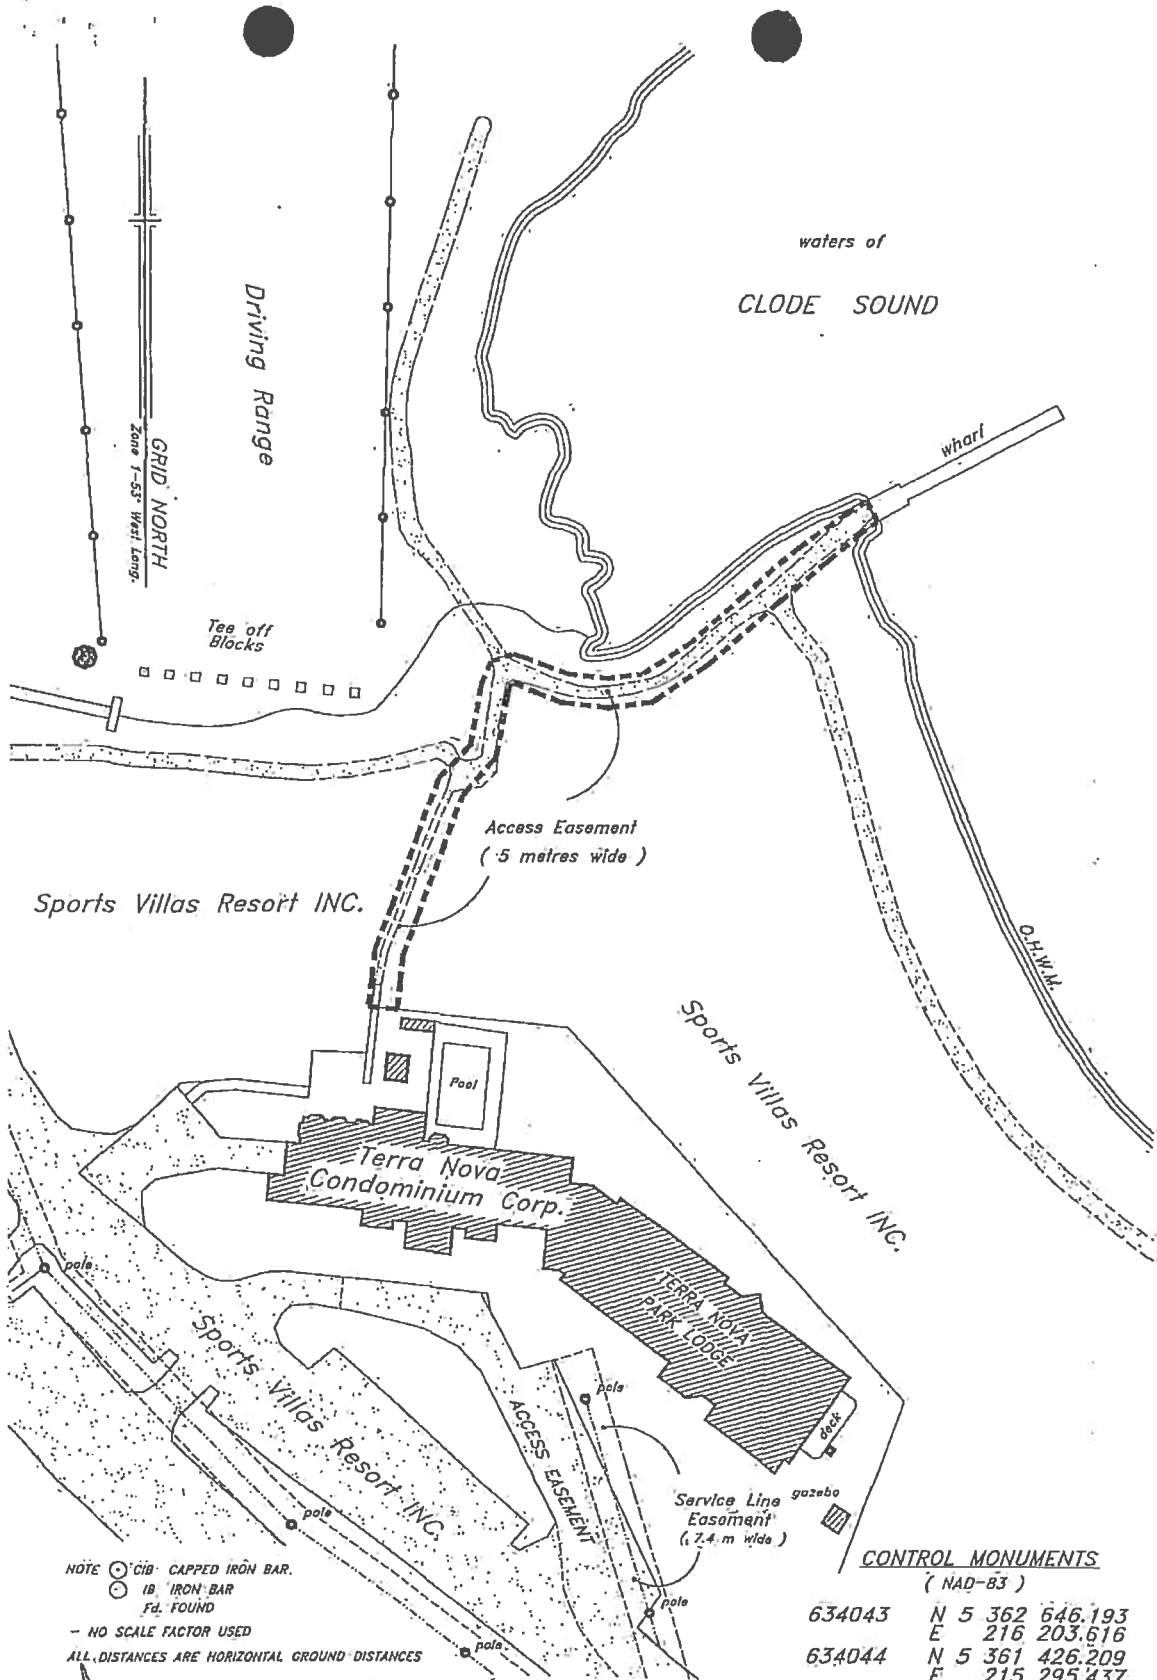 waters of
CLODE SOUND
Driving Range
wharf
GRID NORTH
Zone 1-53° West Long.
Tee off
Blocks
Access Easement
( 5 metres wide )
Sports Villas Resort INC.
O.H.W.M.
Sports Villas Resort INC.
Pool
Terra Nova
Condominium Corp.
pole
TERRA NOVA
PARK LODGE
Sports Villas Resort INC.
pole
deck
ACCESS EASEMENT
gazebo
Service Line
Easement
( 7.4 m wide )
pole
NOTE CIB CAPPED IRON BAR.
IB IRON BAR
Fd. FOUND
- NO SCALE FACTOR USED
ALL DISTANCES ARE HORIZONTAL GROUND DISTANCES
pole
pole
CONTROL MONUMENTS
( NAD-83 )
634043 N 5 362 646.193
E 216 203.616
634044 N 5 361 426.209
E 215 295.437